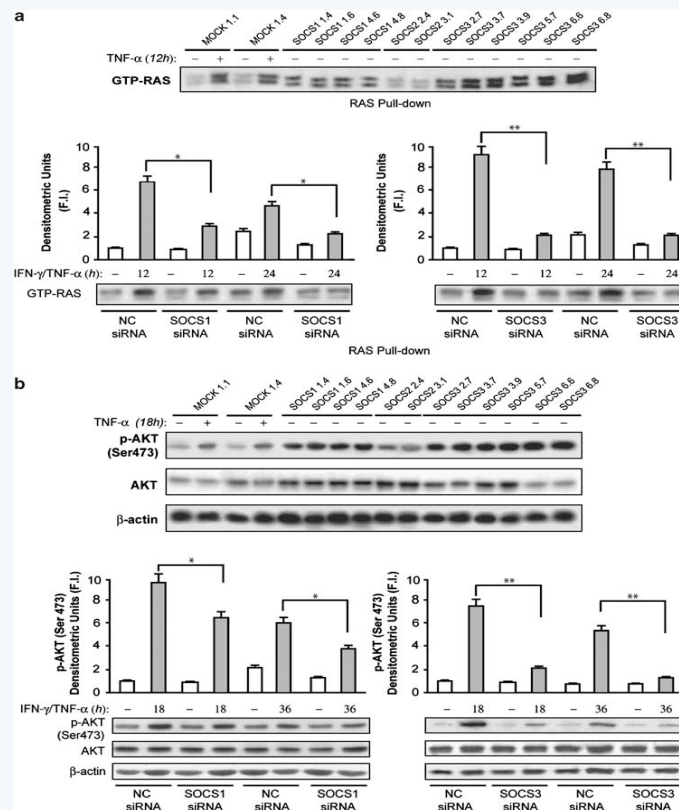 a
MOCK 1.1 MOCK 1.4 SOCS1 1.4 SOCS1 1.6 SOCS1 4.6 SOCS1 4.8 SOCS2 2.4 SOCS2 3.1 SOCS3 2.7 SOCS3 3.7 SOCS3 3.9 SOCS3 5.7 SOCS3 6.6 SOCS3 6.8
TNF-α (12h): – + – + – – – – – – – – – – – –
GTP-RAS
RAS Pull-down
Densitometric Units (F.I.)
10
8
6
4
2
0
* *
IFN-γ/TNF-α (h): – 12 – 12 – 24 – 24
GTP-RAS
NC siRNA SOCS1 siRNA NC siRNA SOCS1 siRNA
Densitometric Units (F.I.)
10
8
6
4
2
0
** **
– 12 – 12 – 24 – 24
NC siRNA SOCS3 siRNA NC siRNA SOCS3 siRNA
RAS Pull-down
b
MOCK 1.1 MOCK 1.4 SOCS1 1.4 SOCS1 1.6 SOCS1 4.6 SOCS1 4.8 SOCS2 2.4 SOCS2 3.1 SOCS3 2.7 SOCS3 3.7 SOCS3 3.9 SOCS3 5.7 SOCS3 6.6 SOCS3 6.8
TNF-α (18h): – + – + – – – – – – – – – – – –
p-AKT (Ser473)
AKT
β-actin
p-AKT (Ser 473) Densitometric Units (F.I.)
10
8
6
4
2
0
* *
IFN-γ/TNF-α (h): – 18 – 18 – 36 – 36
p-AKT (Ser473)
AKT
β-actin
NC siRNA SOCS1 siRNA NC siRNA SOCS1 siRNA
p-AKT (Ser 473) Densitometric Units (F.I.)
10
8
6
4
2
0
** **
– 18 – 18 – 36 – 36
NC siRNA SOCS3 siRNA NC siRNA SOCS3 siRNA